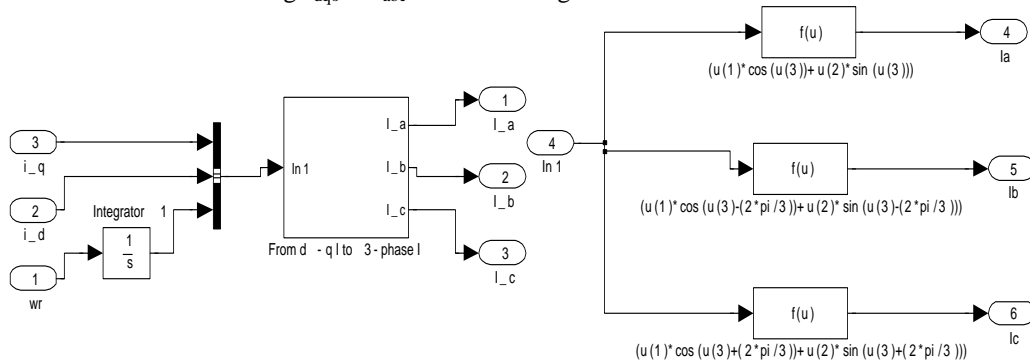 g dqo abc g
3
i_q
2
i_d
Integrator 1
1
s
1
wr
In 1
I_a
I_b
I_c
From d - q I to 3 - phase I
1
I_a
2
I_b
3
I_c
4
In 1
f(u)
(u(1)* cos (u(3))+ u(2)* sin (u(3)))
4
Ia
f(u)
(u(1)* cos (u(3)-(2*pi/3))+ u(2)* sin (u(3)-(2*pi/3)))
5
Ib
f(u)
(u(1)* cos (u(3)+(2*pi/3))+ u(2)* sin (u(3)+(2*pi/3)))
6
Ic